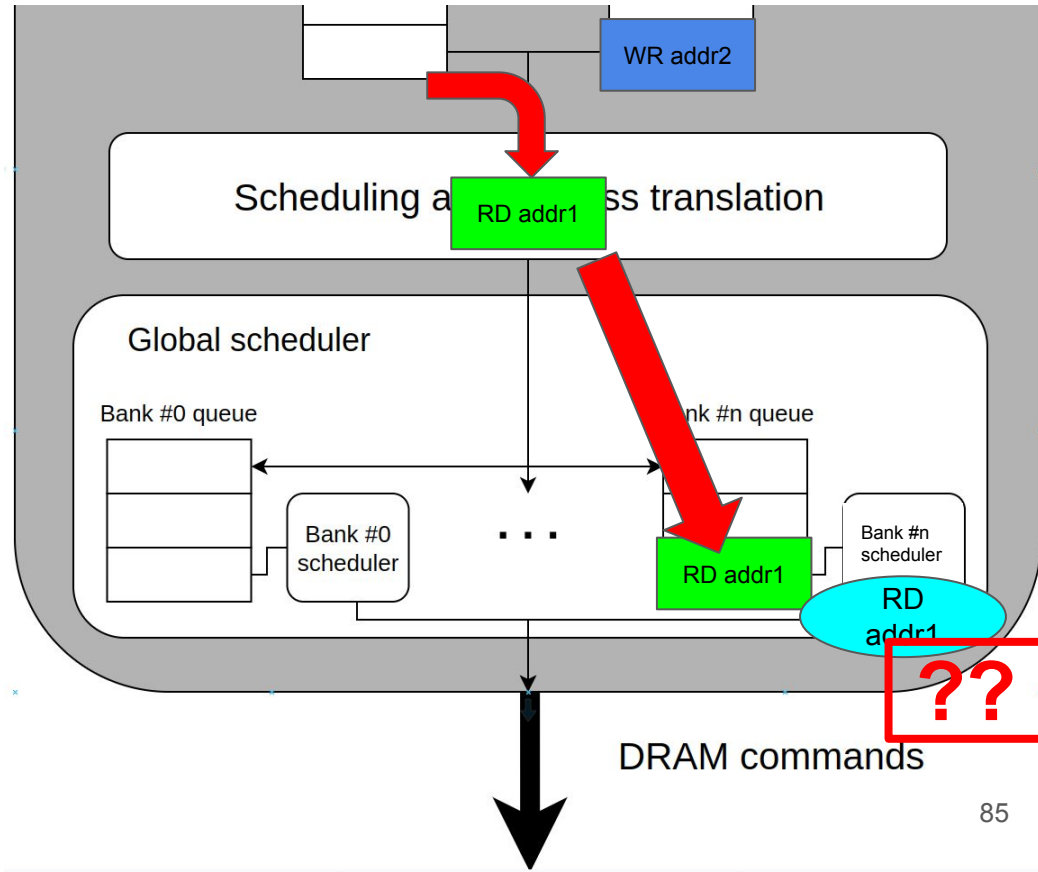 WR addr2
Scheduling a
RD addr1
ss translation
Global scheduler
Bank #0 queue
nk #n queue
Bank #0
scheduler
. . .
RD addr1
Bank #n
scheduler
RD
addr1
??
DRAM commands
85